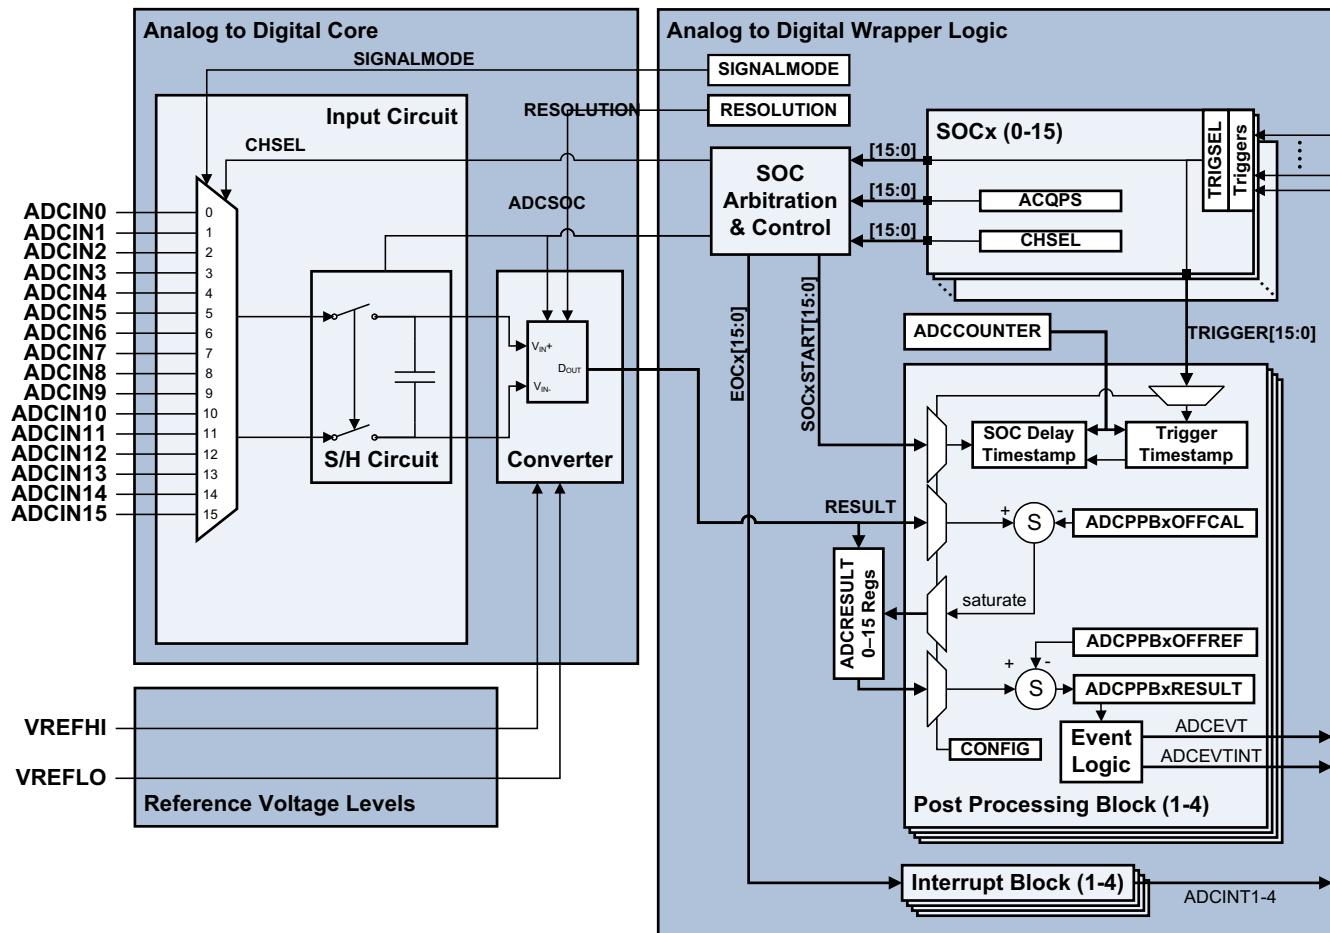 Analog to Digital Core
SIGNALMODE
RESOLUTION
Input Circuit
CHSEL
ADCSOC
ADCIN0
ADCIN1
ADCIN2
ADCIN3
ADCIN4
ADCIN5
ADCIN6
ADCIN7
ADCIN8
ADCIN9
ADCIN10
ADCIN11
ADCIN12
ADCIN13
ADCIN14
ADCIN15
0
1
2
3
4
5
6
7
8
9
10
11
12
13
14
15
S/H Circuit
VIN+
DOUT
VIN-
Converter
VREFHI
VREFLO
Reference Voltage Levels
Analog to Digital Wrapper Logic
SIGNALMODE
RESOLUTION
SOC
Arbitration
& Control
[15:0]
[15:0]
[15:0]
SOCx (0-15)
ACQPS
CHSEL
TRIGSEL
Triggers
EOCx[15:0]
SOCxSTART[15:0]
ADCCOUNTER
TRIGGER[15:0]
SOC Delay
Timestamp
Trigger
Timestamp
RESULT
+
S
-
ADCPPBxOFFCAL
ADCRESULT
0–15 Regs
saturate
ADCPPBxOFFREF
+
-
S
ADCPPBxRESULT
CONFIG
Event
Logic
ADCEVT
ADCEVTINT
Post Processing Block (1-4)
Interrupt Block (1-4)
ADCINT1-4